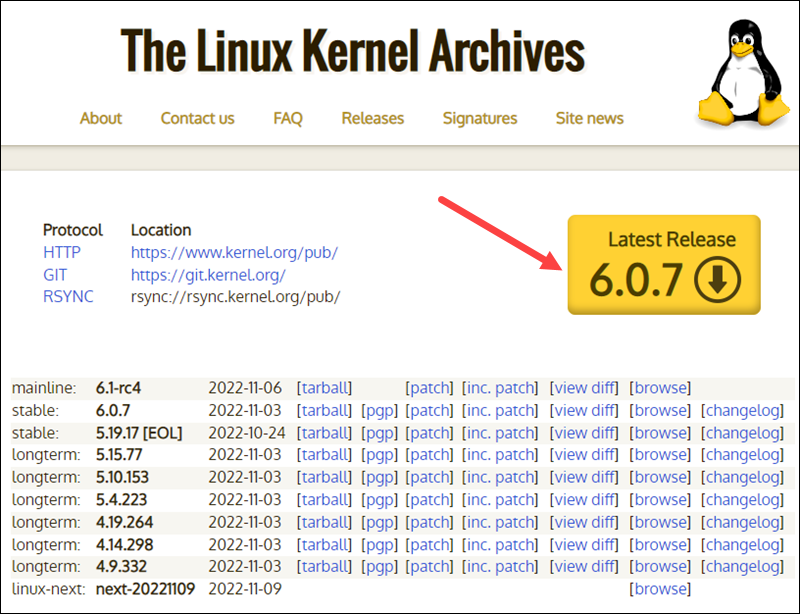 The Linux Kernel Archives
About Contact us FAQ Releases Signatures Site news
Protocol Location
HTTP https://www.kernel.org/pub/
GIT https://git.kernel.org/
RSYNC rsync://rsync.kernel.org/pub/
Latest Release
6.0.7
mainline: 6.1-rc4 2022-11-06 [tarball] [patch] [inc. patch] [view diff] [browse]
stable: 6.0.7 2022-11-03 [tarball] [pgp] [patch] [inc. patch] [view diff] [browse] [changelog]
stable: 5.19.17 [EOL] 2022-10-24 [tarball] [pgp] [patch] [inc. patch] [view diff] [browse] [changelog]
longterm: 5.15.77 2022-11-03 [tarball] [pgp] [patch] [inc. patch] [view diff] [browse] [changelog]
longterm: 5.10.153 2022-11-03 [tarball] [pgp] [patch] [inc. patch] [view diff] [browse] [changelog]
longterm: 5.4.223 2022-11-03 [tarball] [pgp] [patch] [inc. patch] [view diff] [browse] [changelog]
longterm: 4.19.264 2022-11-03 [tarball] [pgp] [patch] [inc. patch] [view diff] [browse] [changelog]
longterm: 4.14.298 2022-11-03 [tarball] [pgp] [patch] [inc. patch] [view diff] [browse] [changelog]
longterm: 4.9.332 2022-11-03 [tarball] [pgp] [patch] [inc. patch] [view diff] [browse] [changelog]
linux-next: next-20221109 2022-11-09 [browse]